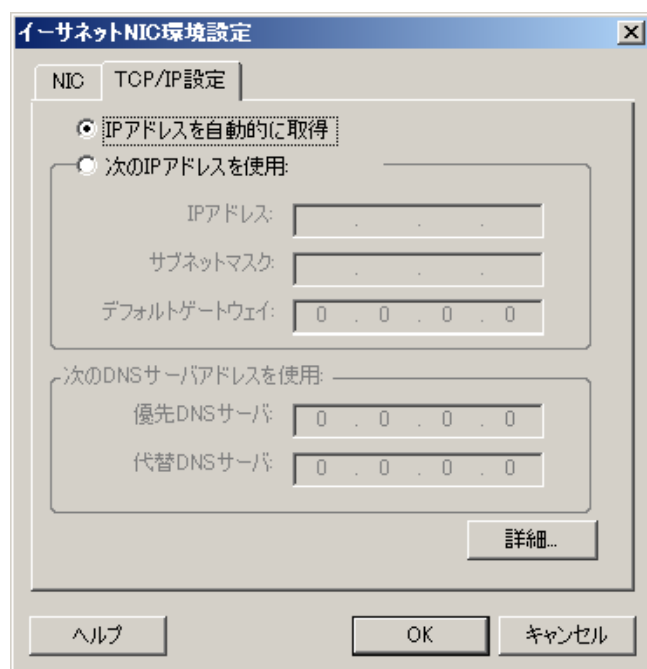 イーサネットNIC環境設定
NIC TCP/IP設定
IPアドレスを自動的に取得
次のIPアドレスを使用:
IPアドレス: . . .
サブネットマスク: . . .
デフォルトゲートウェイ: 0 . 0 . 0 . 0
次のDNSサーバアドレスを使用:
優先DNSサーバ: 0 . 0 . 0 . 0
代替DNSサーバ: 0 . 0 . 0 . 0
詳細...
ヘルプ OK キャンセル